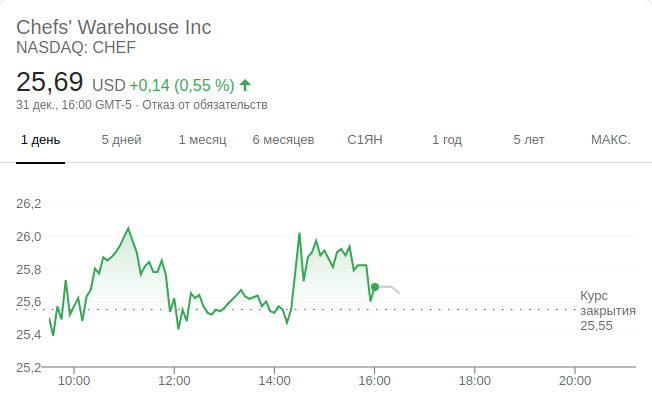 Chefs' Warehouse Inc
NASDAQ: CHEF
25,69 USD +0,14 (0,55 %)
31 дек., 16:00 GMT-5 · Отказ от обязательств
1 день 5 дней 1 месяц 6 месяцев С1ЯН 1 год 5 лет МАКС.
26,2
26,0
25,8
25,6
25,4
25,2
Курс
закрытия
25,55
10:00 12:00 14:00 16:00 18:00 20:00